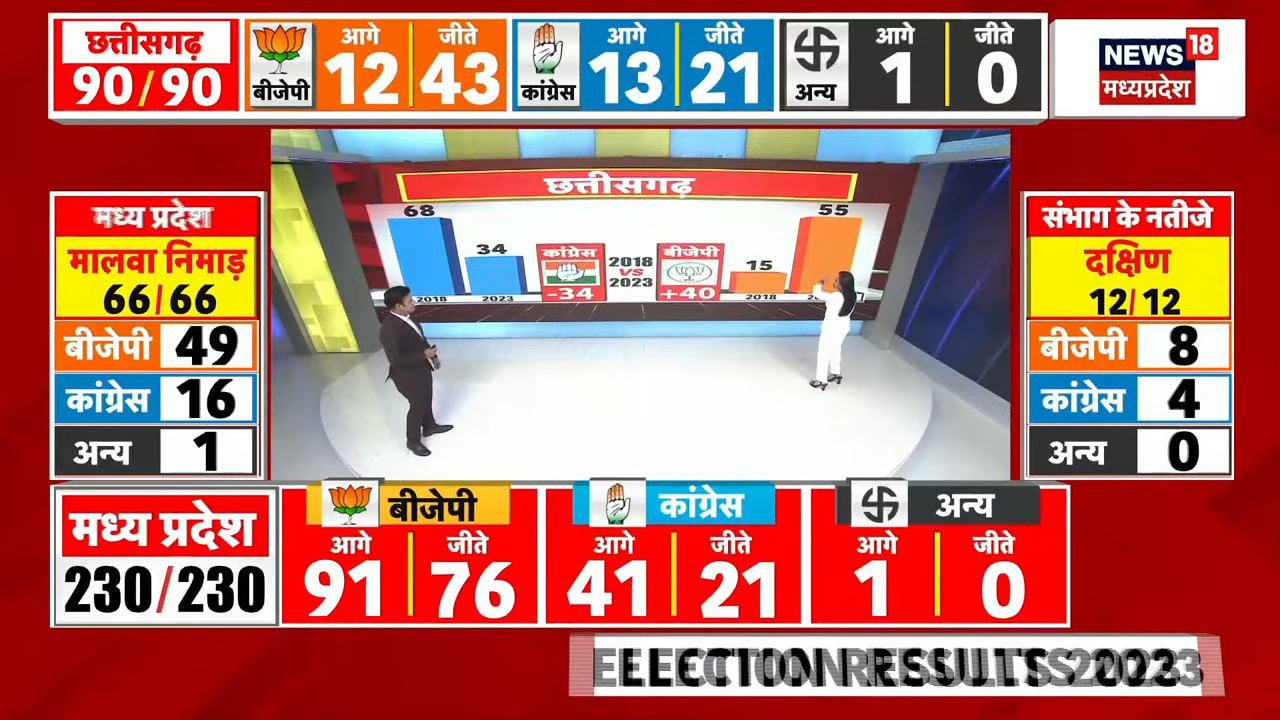 छत्तीसगढ़
90/90
बीजेपी
आगे
12
जीते
43
कांग्रेस
आगे
13
जीते
21
अन्य
आगे
1
जीते
0
NEWS 18
मध्यप्रदेश
मध्य प्रदेश
मालवा निमाड़
66/66
बीजेपी 49
कांग्रेस 16
अन्य 1
छत्तीसगढ़
68
34
2018
2023
कांग्रेस
-34
2018
VS
2023
बीजेपी
+40
15
55
2018
संभाग के नतीजे
दक्षिण
12/12
बीजेपी 8
कांग्रेस 4
अन्य 0
मध्य प्रदेश
230/230
बीजेपी
आगे जीते
91 76
कांग्रेस
आगे जीते
41 21
अन्य
आगे जीते
1 0
ELECTION RESULTS 2023